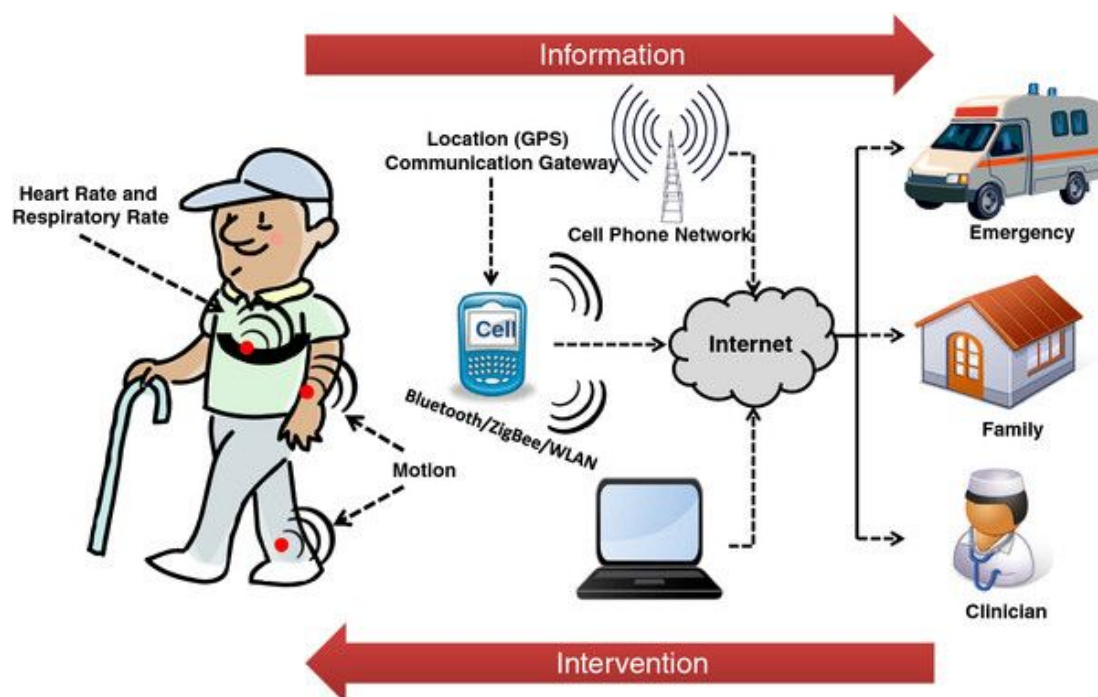 Information
Location (GPS)
Communication Gateway
Heart Rate and
Respiratory Rate
Cell Phone Network
Emergency
Cell
Internet
Bluetooth/ZigBee/WLAN
Family
Motion
Clinician
Intervention